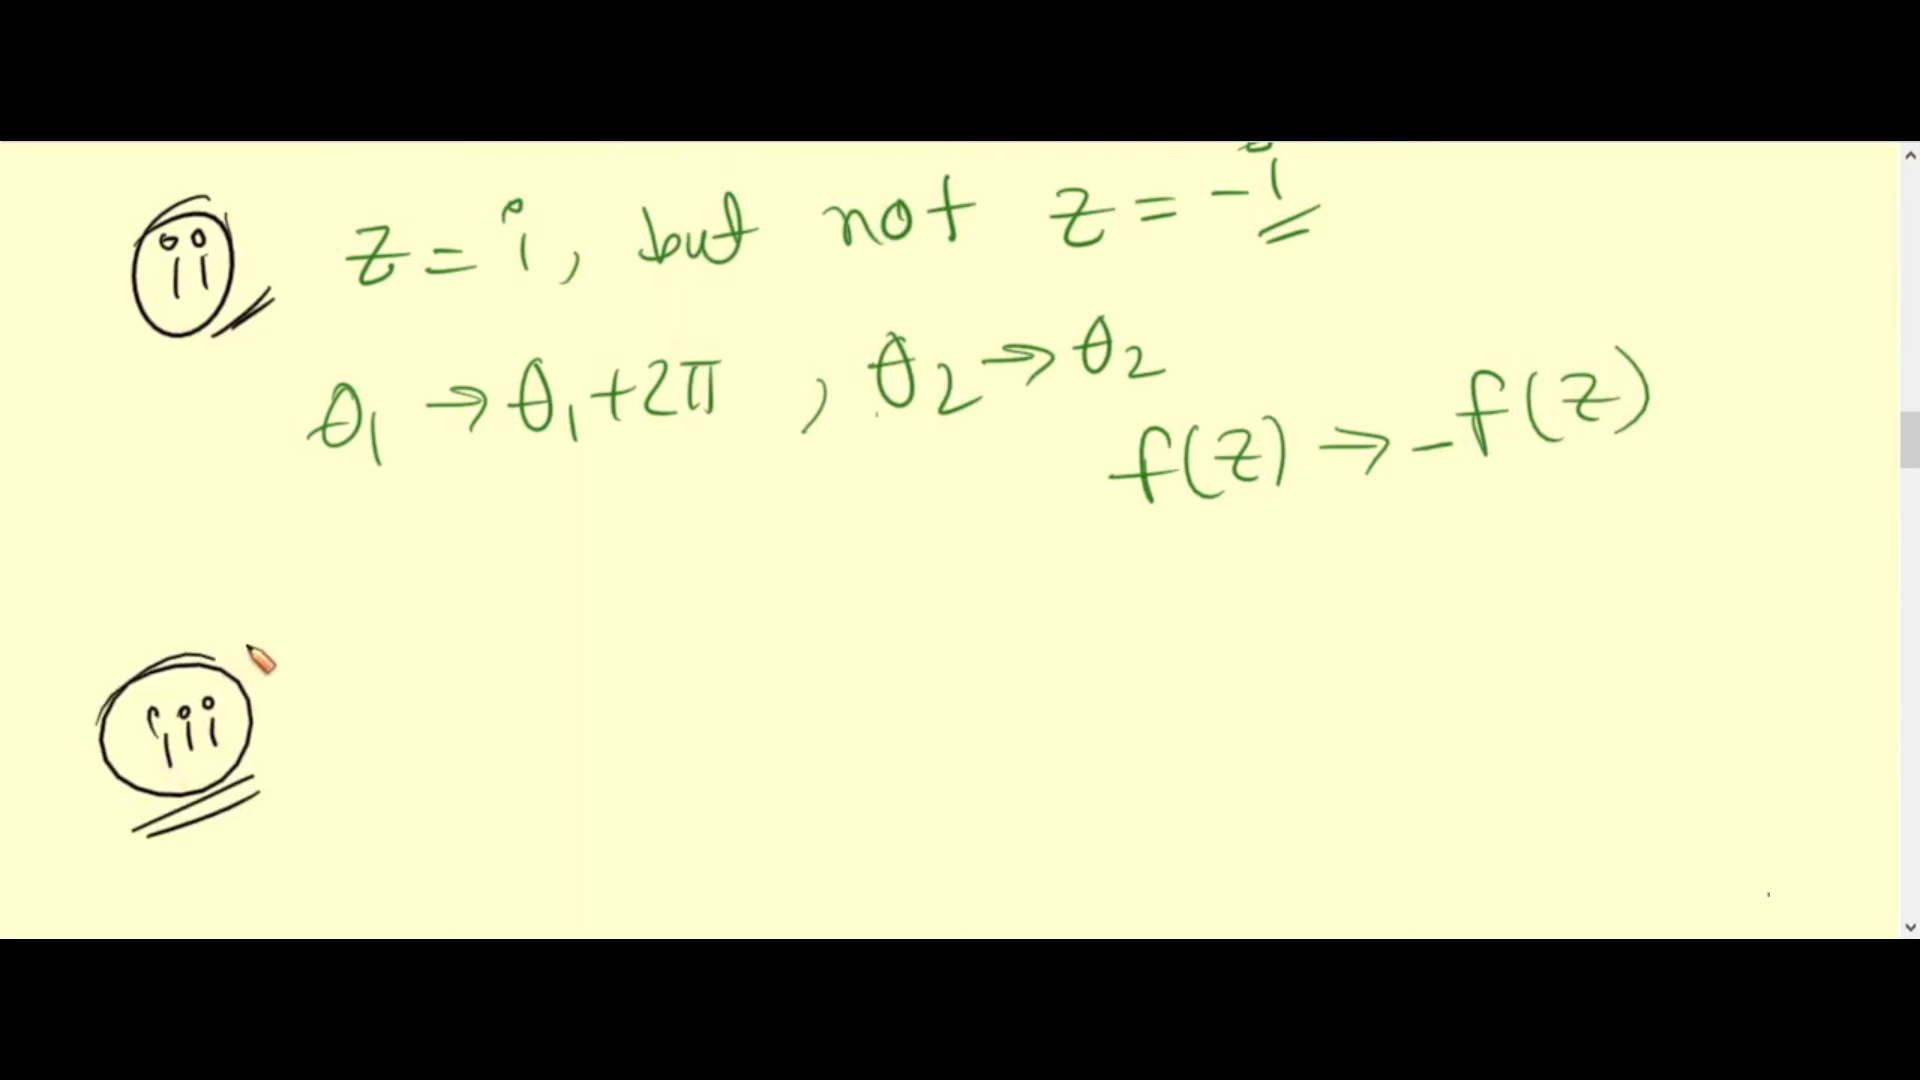 ii z = i, but not z = -i
θ₁ → θ₁+2π , θ₂ → θ₂
f(z) → -f(z)
iii